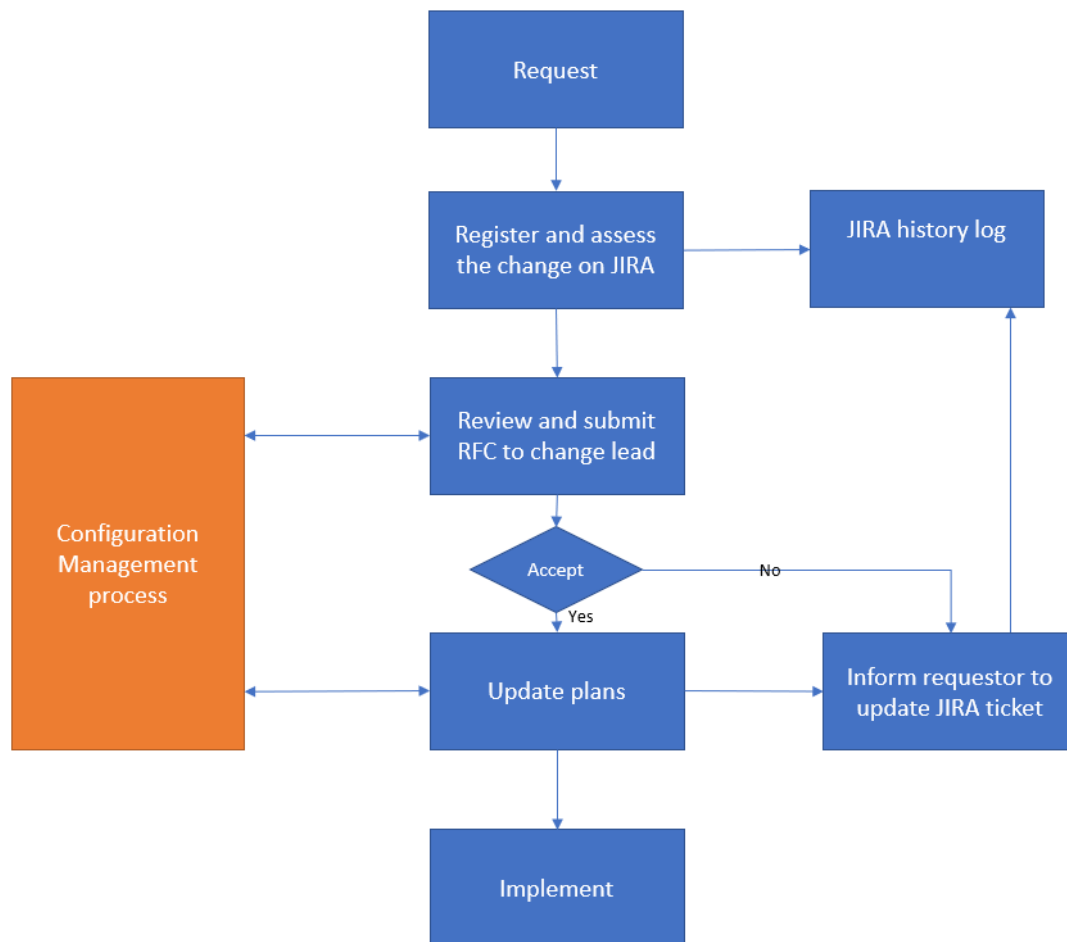 Request
Register and assess
the change on JIRA
JIRA history log
Review and submit
RFC to change lead
Configuration
Management
process
Accept
No
Yes
Update plans
Inform requestor to
update JIRA ticket
Implement